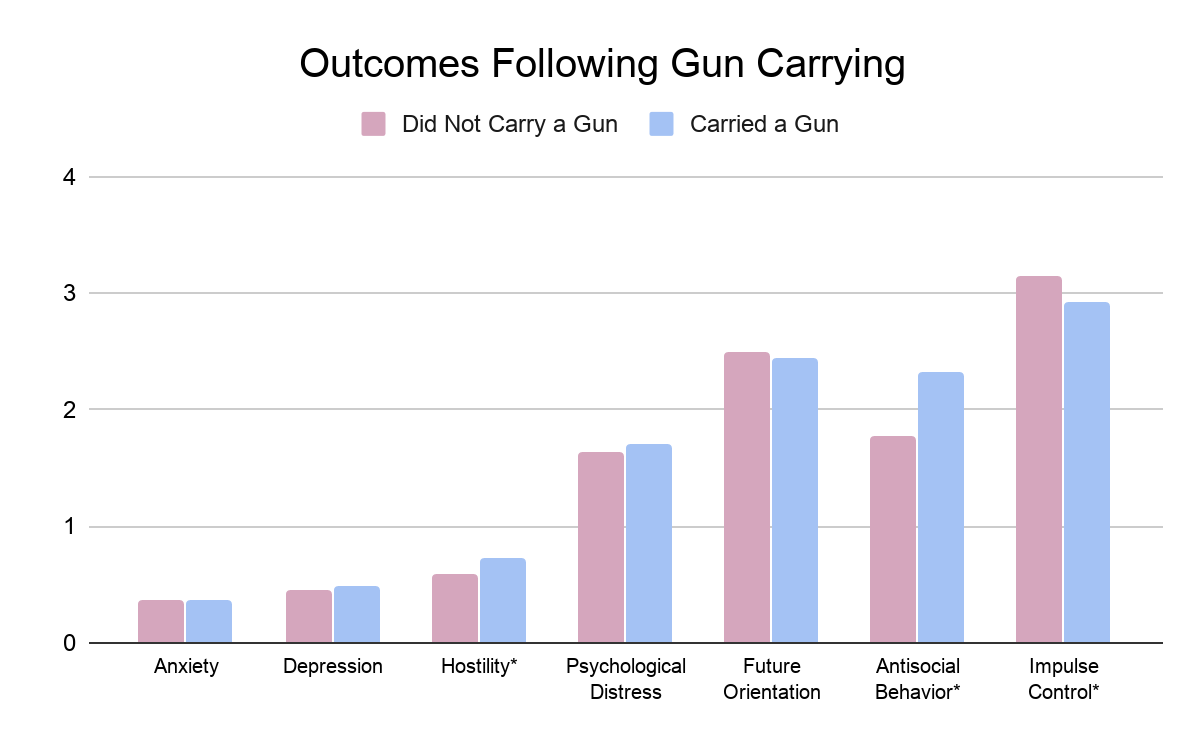 Outcomes Following Gun Carrying
Did Not Carry a Gun
Carried a Gun
4
3
2
1
0
Anxiety
Depression
Hostility*
Psychological
Distress
Future
Orientation
Antisocial
Behavior*
Impulse
Control*